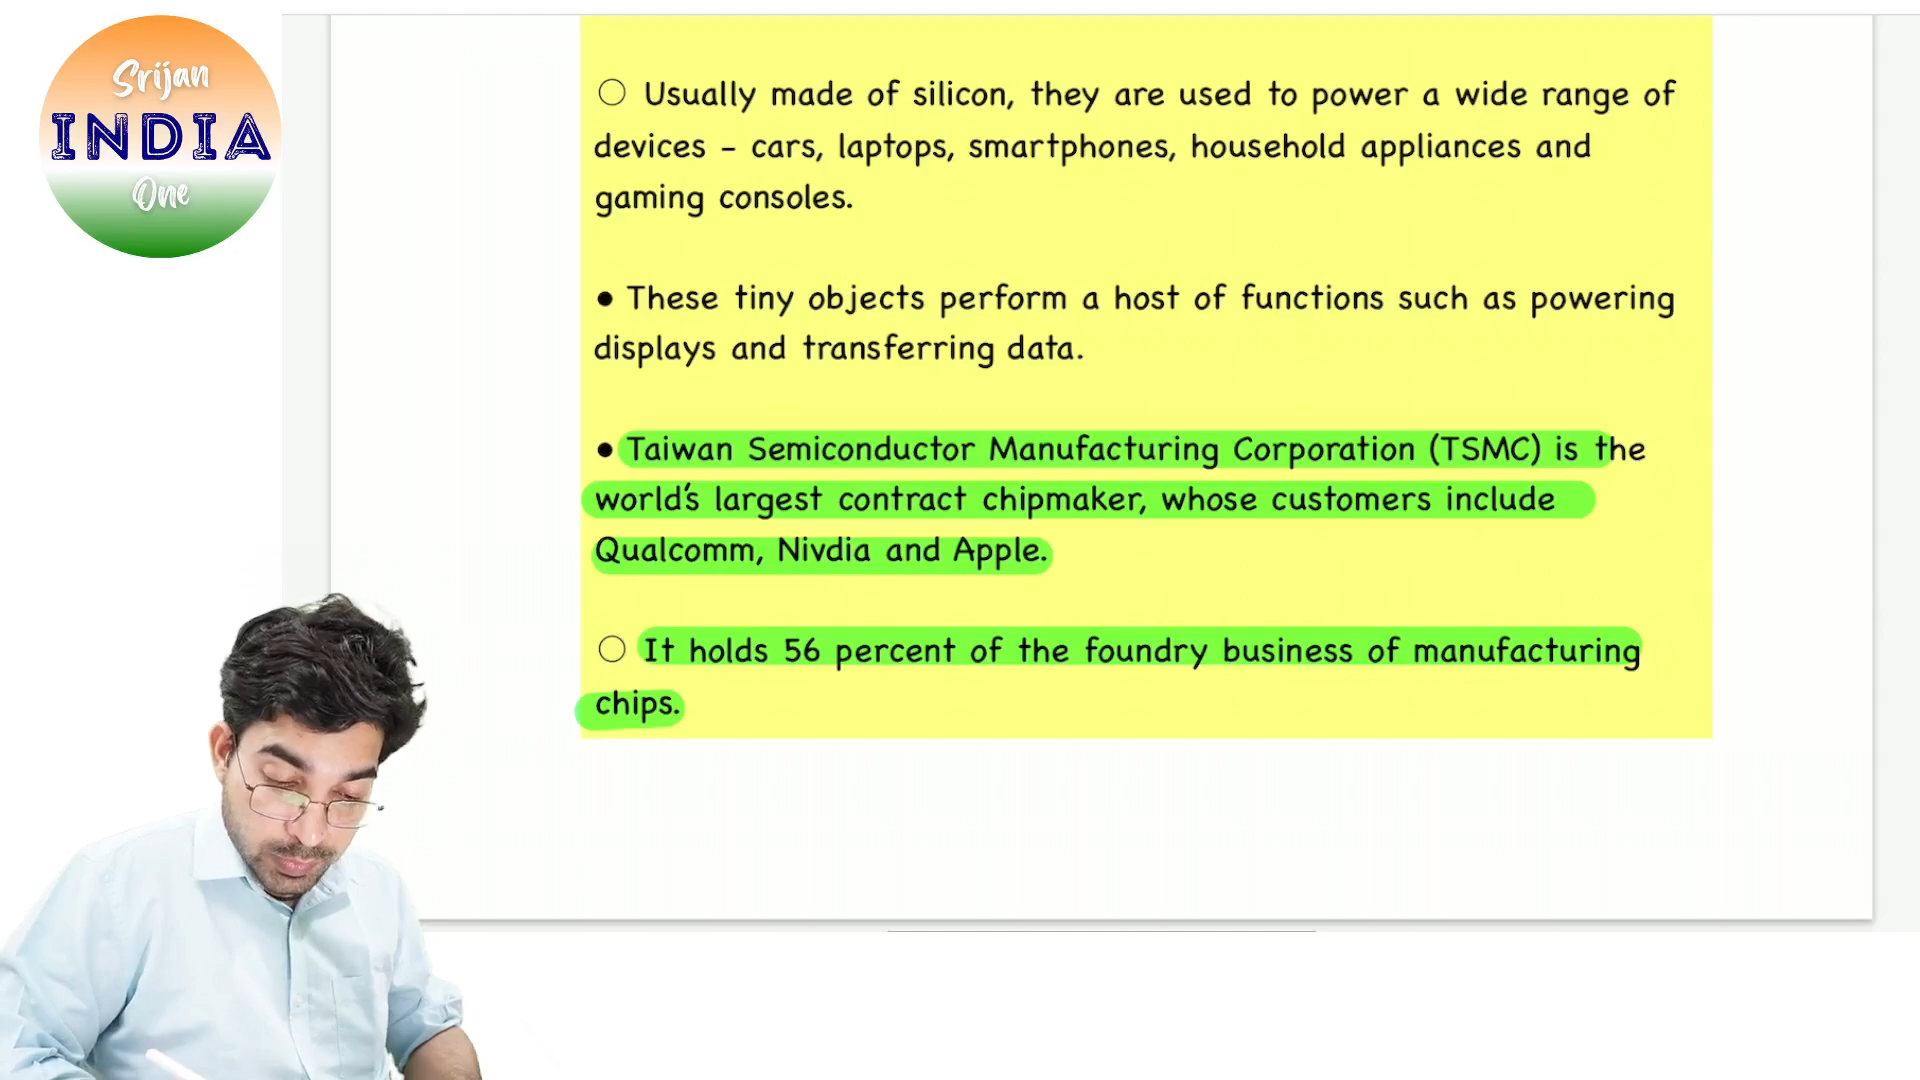 Srijan
INDIA
One
○ Usually made of silicon, they are used to power a wide range of
devices – cars, laptops, smartphones, household appliances and
gaming consoles.
● These tiny objects perform a host of functions such as powering
displays and transferring data.
● Taiwan Semiconductor Manufacturing Corporation (TSMC) is the
world's largest contract chipmaker, whose customers include
Qualcomm, Nivdia and Apple.
○ It holds 56 percent of the foundry business of manufacturing
chips.